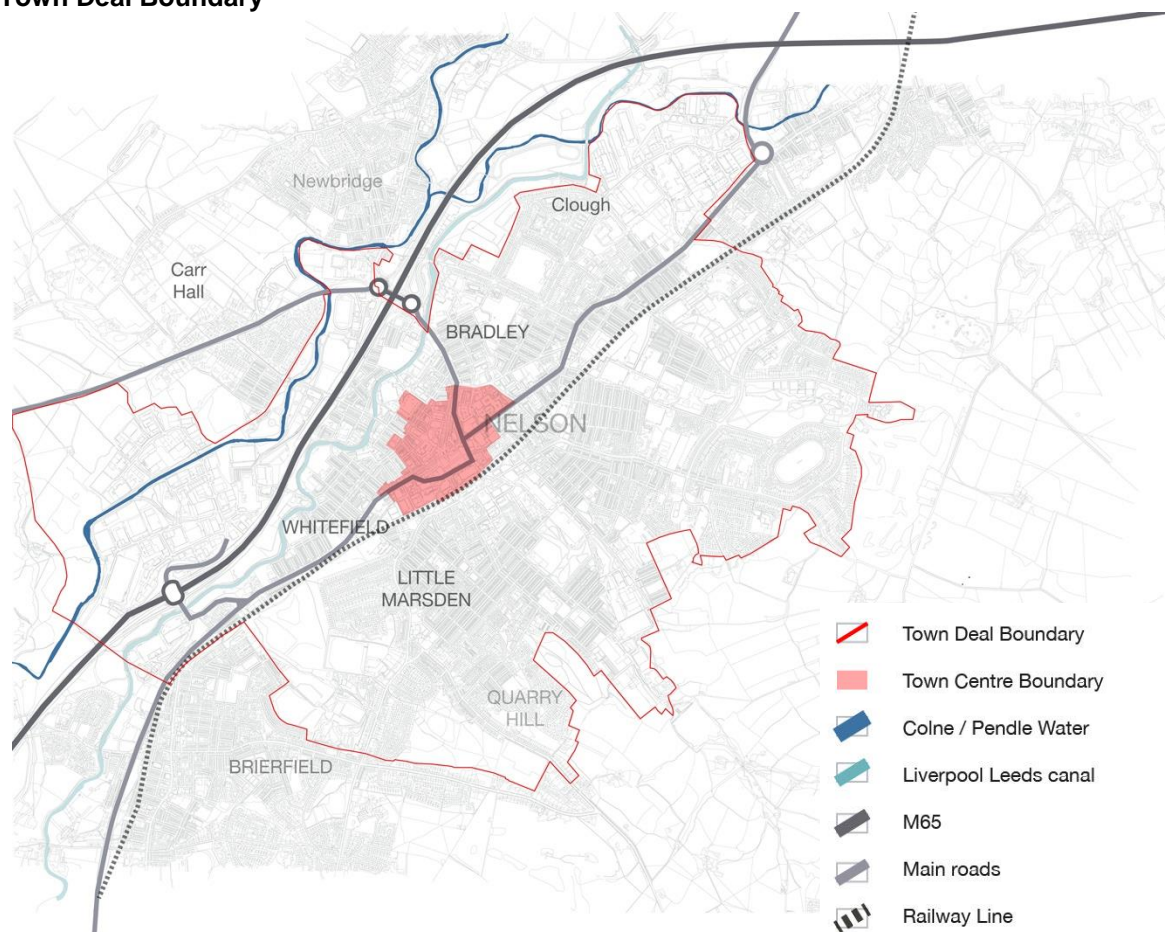 Town Deal Boundary
Newbridge
Clough
Carr
Hall
BRADLEY
NELSON
WHITEFIELD
LITTLE
MARSDEN
QUARRY
HILL
BRIERFIELD
Town Deal Boundary
Town Centre Boundary
Colne / Pendle Water
Liverpool Leeds canal
M65
Main roads
Railway Line